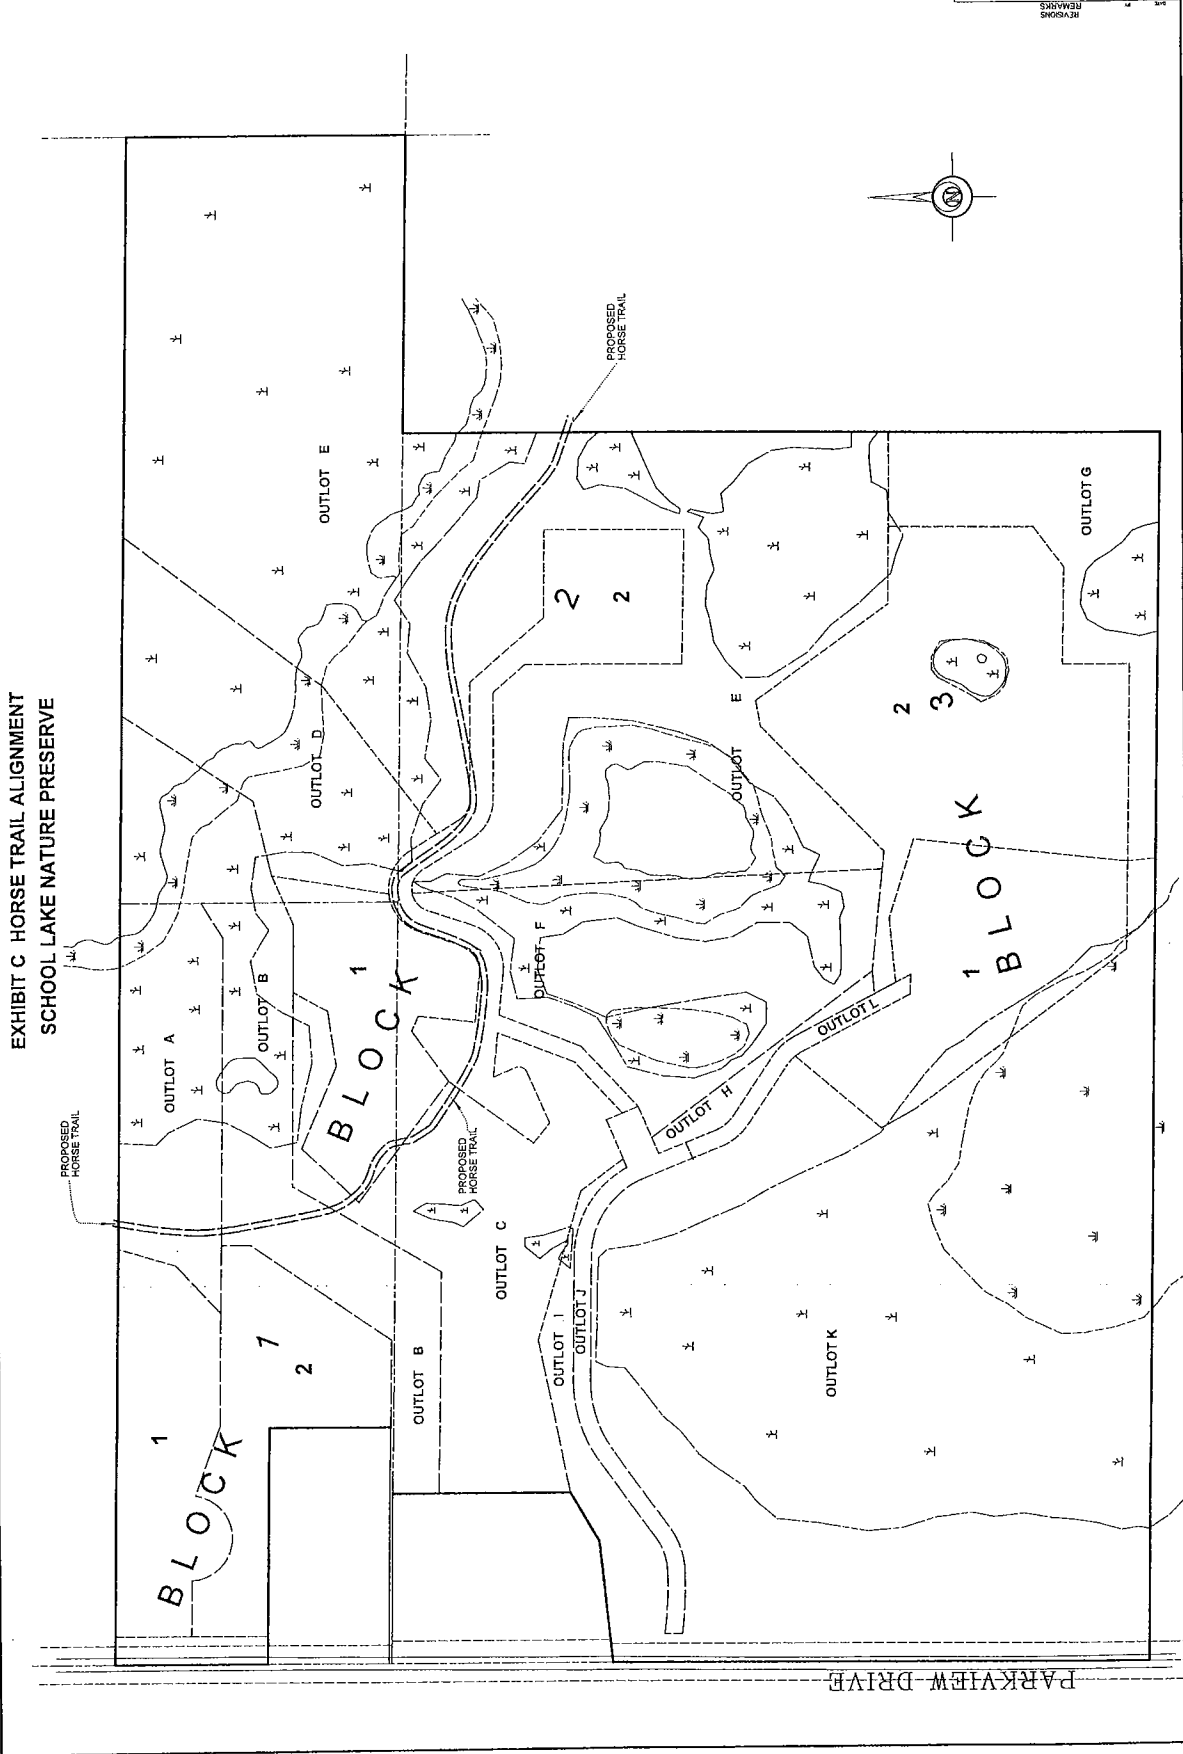 EXHIBIT C HORSE TRAIL ALIGNMENT
SCHOOL LAKE NATURE PRESERVE
PROPOSED
HORSE TRAIL
OUTLOT A
OUTLOT B
OUTLOT D
OUTLOT E
1
BLOCK
1
2
1
BLOCK
PROPOSED
HORSE TRAIL
PROPOSED
HORSE TRAIL
OUTLOT B
OUTLOT C
OUTLOT F
2
2
OUTLOT I
OUTLOT J
OUTLOT H
OUTLOT L
OUTLOT E
OUTLOT K
1
BLOCK
2
3
OUTLOT G
N
PARKVIEW DRIVE
REVISIONS
DATE BY REMARKS